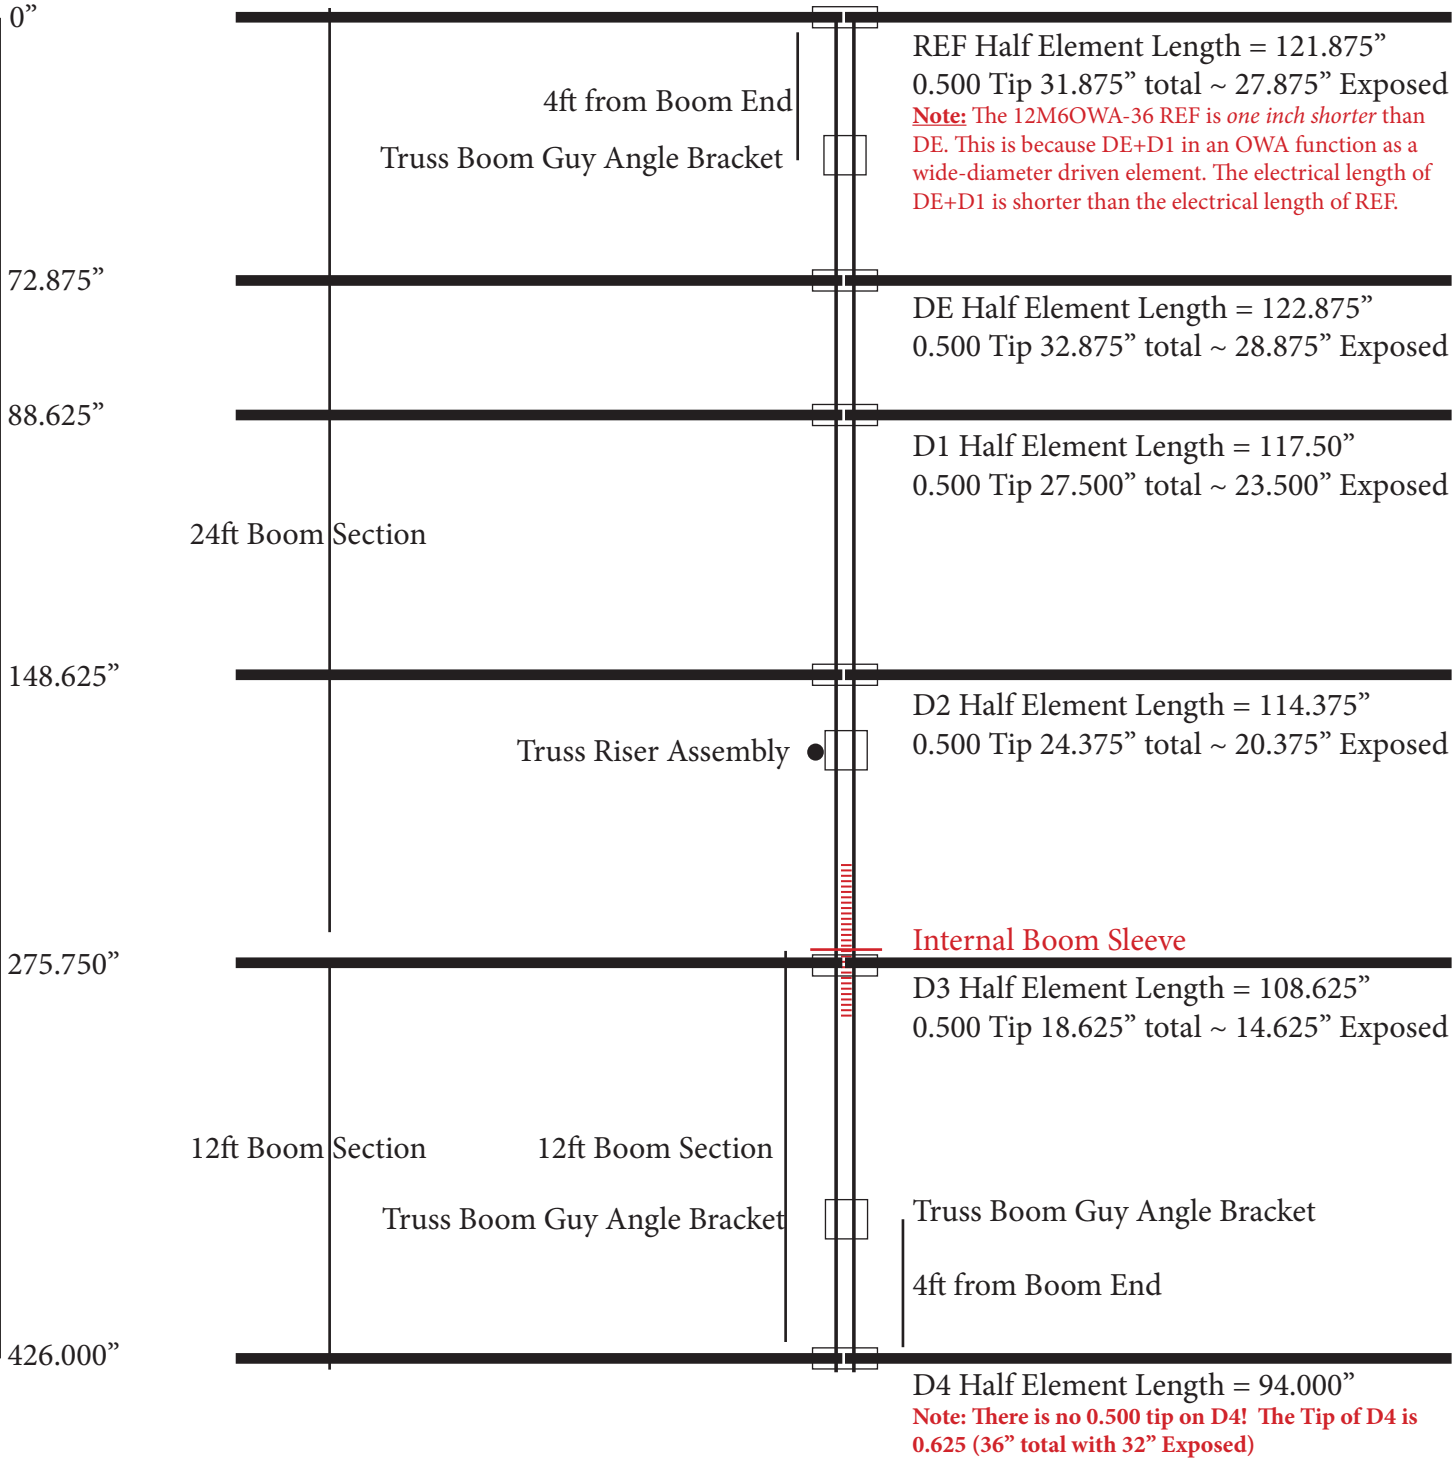 0”
REF Half Element Length = 121.875”
0.500 Tip 31.875” total ~ 27.875” Exposed
Note: The 12M6OWA-36 REF is one inch shorter than
DE. This is because DE+D1 in an OWA function as a
wide-diameter driven element. The electrical length of
DE+D1 is shorter than the electrical length of REF.
4ft from Boom End
Truss Boom Guy Angle Bracket
72.875”
DE Half Element Length = 122.875”
0.500 Tip 32.875” total ~ 28.875” Exposed
88.625”
D1 Half Element Length = 117.50”
0.500 Tip 27.500” total ~ 23.500” Exposed
24ft Boom Section
148.625”
D2 Half Element Length = 114.375”
0.500 Tip 24.375” total ~ 20.375” Exposed
Truss Riser Assembly
Internal Boom Sleeve
275.750”
D3 Half Element Length = 108.625”
0.500 Tip 18.625” total ~ 14.625” Exposed
12ft Boom Section
12ft Boom Section
Truss Boom Guy Angle Bracket
Truss Boom Guy Angle Bracket
4ft from Boom End
426.000”
D4 Half Element Length = 94.000”
Note: There is no 0.500 tip on D4! The Tip of D4 is
0.625 (36” total with 32” Exposed)